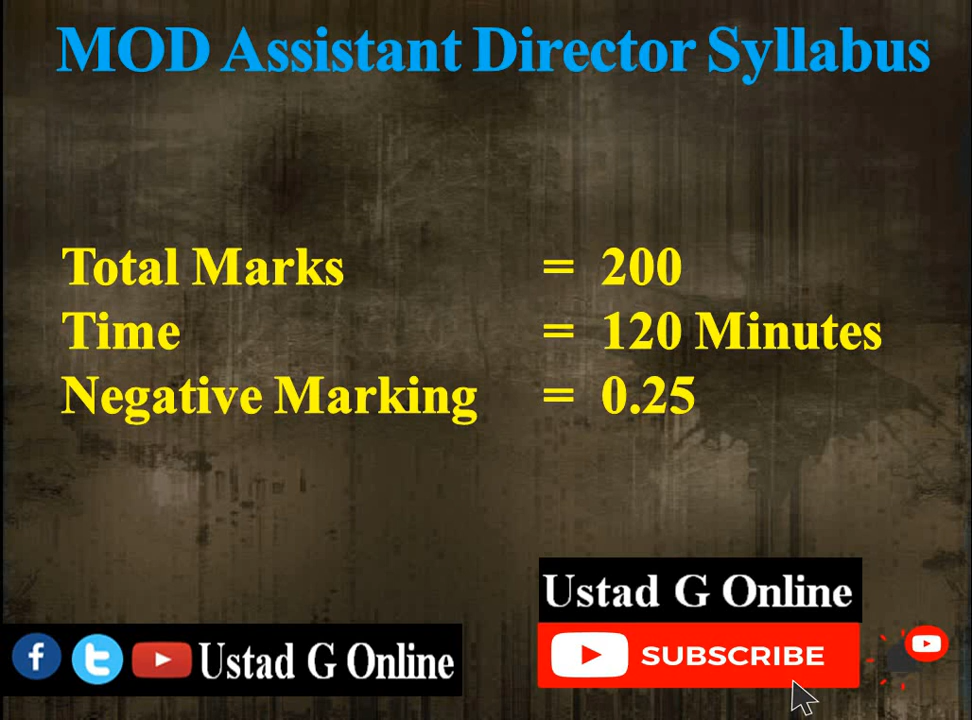 MOD Assistant Director Syllabus
Total Marks = 200
Time = 120 Minutes
Negative Marking = 0.25
Ustad G Online
SUBSCRIBE
Ustad G Online